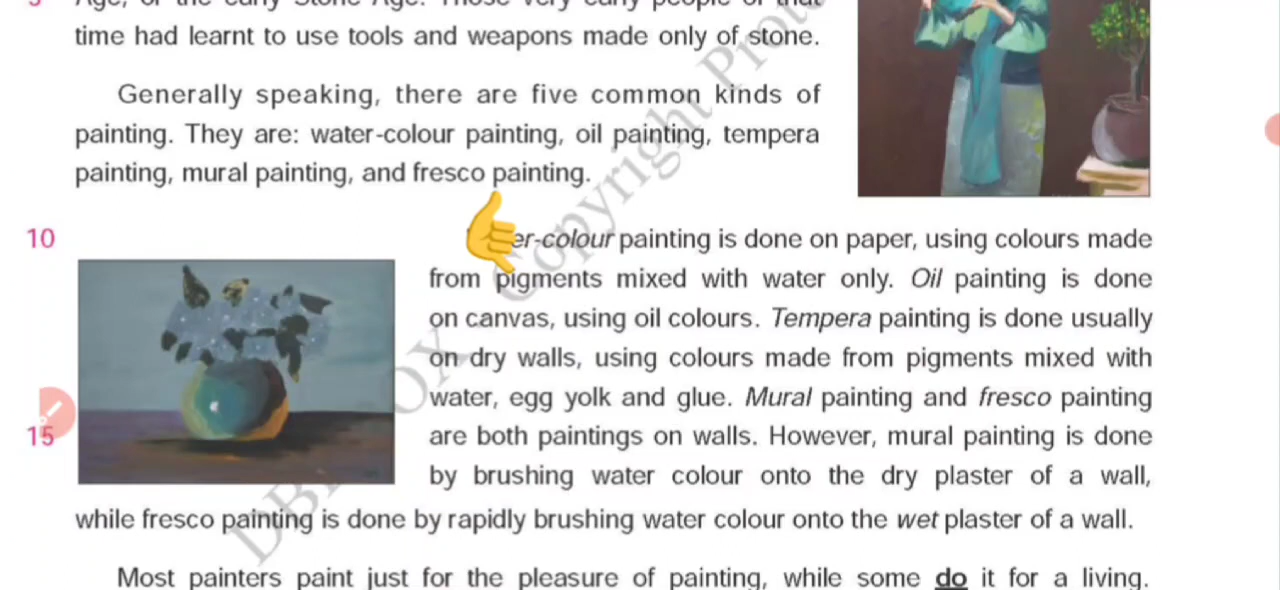 time had learnt to use tools and weapons made only of stone.
Generally speaking, there are five common kinds of
painting. They are: water-colour painting, oil painting, tempera
painting, mural painting, and fresco painting.
10
er-colour painting is done on paper, using colours made
from pigments mixed with water only. Oil painting is done
on canvas, using oil colours. Tempera painting is done usually
on dry walls, using colours made from pigments mixed with
water, egg yolk and glue. Mural painting and fresco painting
15
are both paintings on walls. However, mural painting is done
by brushing water colour onto the dry plaster of a wall,
while fresco painting is done by rapidly brushing water colour onto the wet plaster of a wall.
Most painters paint just for the pleasure of painting, while some do it for a living.
Copyright